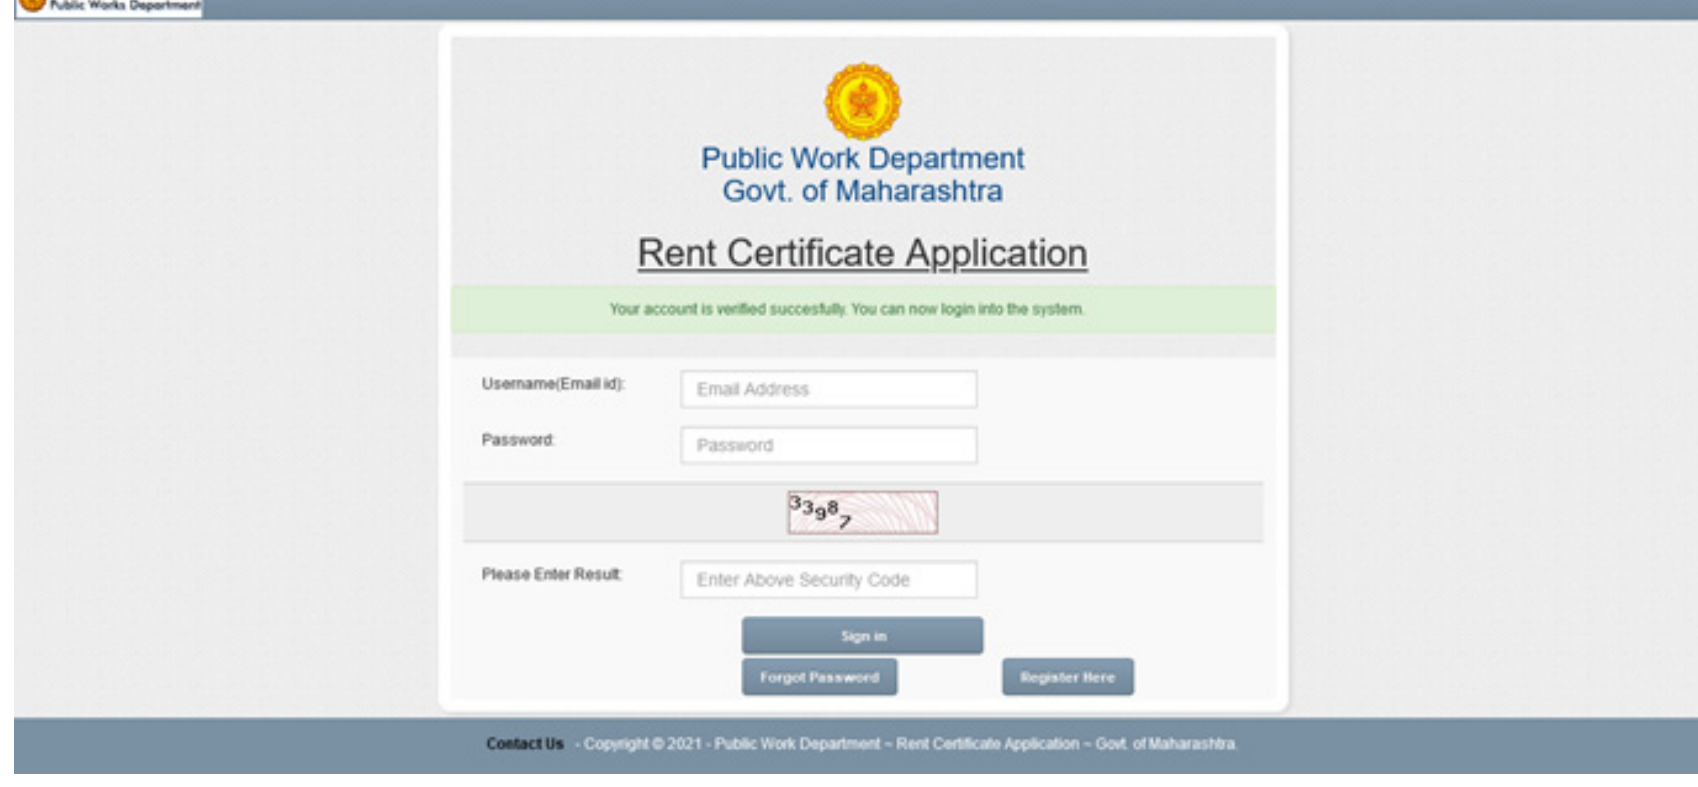 Public Works Department
Public Work Department
Govt. of Maharashtra
Rent Certificate Application
Your account is verified succesfully. You can now login into the system.
Username(Email id):
Email Address
Password:
Password
33987
Please Enter Result:
Enter Above Security Code
Sign in
Forgot Password
Register Here
Contact Us - Copyright © 2021 - Public Work Department ~ Rent Certificate Application ~ Govt. of Maharashtra.